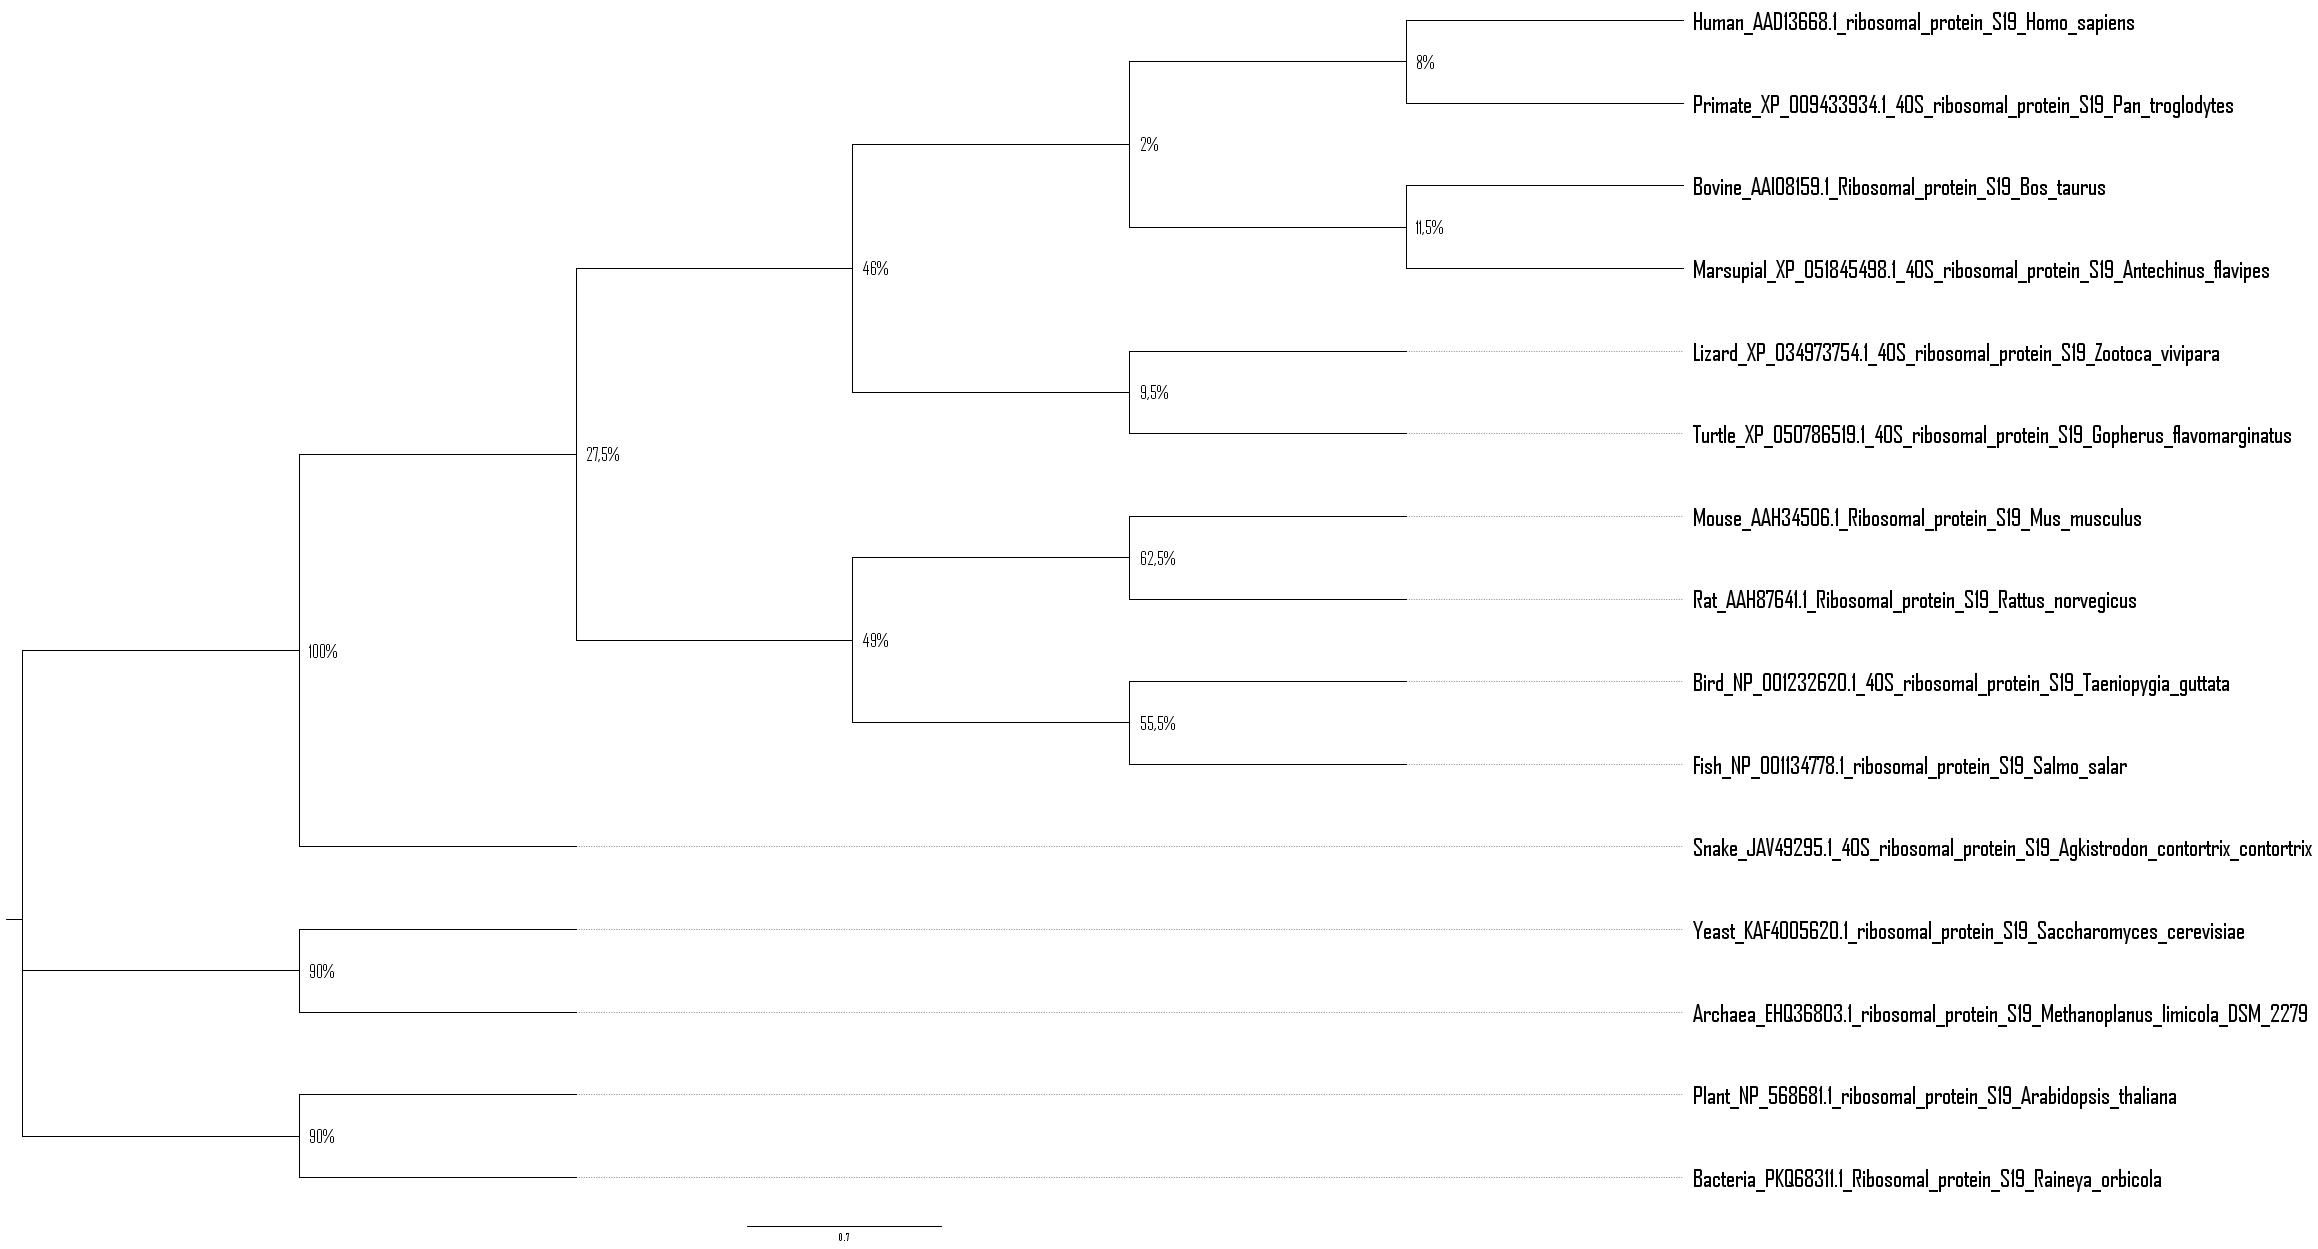 Human_AAD13668.1_ribosomal_protein_S19_Homo_sapiens
8%
Primate_XP_009433934.1_40S_ribosomal_protein_S19_Pan_troglodytes
2%
Bovine_AAI08159.1_Ribosomal_protein_S19_Bos_taurus
11,5%
Marsupial_XP_051845498.1_40S_ribosomal_protein_S19_Antechinus_flavipes
46%
Lizard_XP_034973754.1_40S_ribosomal_protein_S19_Zootoca_vivipara
9,5%
Turtle_XP_050786519.1_40S_ribosomal_protein_S19_Gopherus_flavomarginatus
27,5%
Mouse_AAH34506.1_Ribosomal_protein_S19_Mus_musculus
62,5%
Rat_AAH87641.1_Ribosomal_protein_S19_Rattus_norvegicus
49%
100%
Bird_NP_001232620.1_40S_ribosomal_protein_S19_Taeniopygia_guttata
55,5%
Fish_NP_001134778.1_ribosomal_protein_S19_Salmo_salar
Snake_JAV49295.1_40S_ribosomal_protein_S19_Agkistrodon_contortrix_contortrix
Yeast_KAF4005620.1_ribosomal_protein_S19_Saccharomyces_cerevisiae
90%
Archaea_EHQ36803.1_ribosomal_protein_S19_Methanoplanus_limicola_DSM_2279
Plant_NP_568681.1_ribosomal_protein_S19_Arabidopsis_thaliana
90%
Bacteria_PKQ68311.1_Ribosomal_protein_S19_Raineya_orbicola
0.7